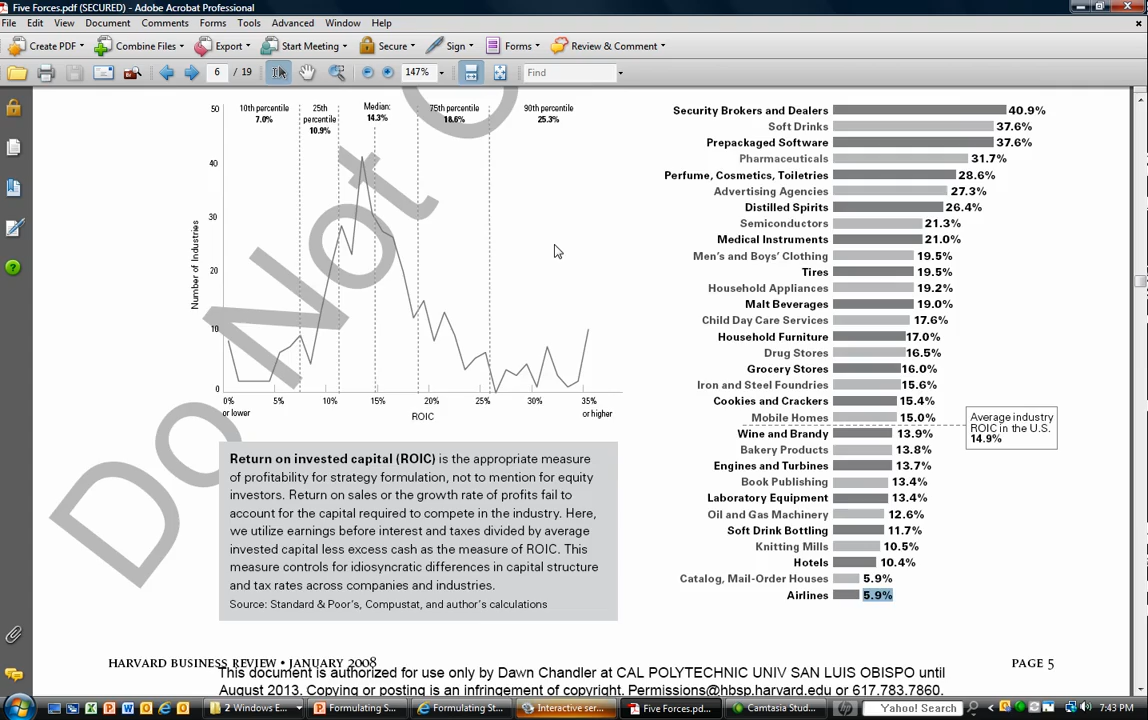 Five Forces.pdf (SECURED) - Adobe Acrobat Professional
File Edit View Document Comments Forms Tools Advanced Window Help
Create PDF Combine Files Export Start Meeting Secure Sign Forms Review & Comment
6 / 19 147% Find
Do Not
50
40
30
20
10
0
Number of Industries
10th percentile
7.0%
25th
percentile
10.9%
Median:
14.3%
75th percentile
18.6%
90th percentile
25.3%
0%
or lower
5%
10%
15%
20%
25%
30%
35%
or higher
ROIC
Return on invested capital (ROIC) is the appropriate measure
of profitability for strategy formulation, not to mention for equity
investors. Return on sales or the growth rate of profits fail to
account for the capital required to compete in the industry. Here,
we utilize earnings before interest and taxes divided by average
invested capital less excess cash as the measure of ROIC. This
measure controls for idiosyncratic differences in capital structure
and tax rates across companies and industries.
Source: Standard & Poor's, Compustat, and author's calculations
Security Brokers and Dealers 40.9%
Soft Drinks 37.6%
Prepackaged Software 37.6%
Pharmaceuticals 31.7%
Perfume, Cosmetics, Toiletries 28.6%
Advertising Agencies 27.3%
Distilled Spirits 26.4%
Semiconductors 21.3%
Medical Instruments 21.0%
Men's and Boys' Clothing 19.5%
Tires 19.5%
Household Appliances 19.2%
Malt Beverages 19.0%
Child Day Care Services 17.6%
Household Furniture 17.0%
Drug Stores 16.5%
Grocery Stores 16.0%
Iron and Steel Foundries 15.6%
Cookies and Crackers 15.4%
Mobile Homes 15.0%
Wine and Brandy 13.9%
Bakery Products 13.8%
Engines and Turbines 13.7%
Book Publishing 13.4%
Laboratory Equipment 13.4%
Oil and Gas Machinery 12.6%
Soft Drink Bottling 11.7%
Knitting Mills 10.5%
Hotels 10.4%
Catalog, Mail-Order Houses 5.9%
Airlines 5.9%
Average industry
ROIC in the U.S.
14.9%
HARVARD BUSINESS REVIEW • JANUARY 2008 PAGE 5
This document is authorized for use only by Dawn Chandler at CAL POLYTECHNIC UNIV SAN LUIS OBISPO until
August 2013. Copying or posting is an infringement of copyright. Permissions@hbsp.harvard.edu or 617.783.7860.
2 Windows E... Formulating S... Formulating St... Interactive ser... Five Forces.pd... Camtasia Stud... Yahoo! Search 7:43 PM